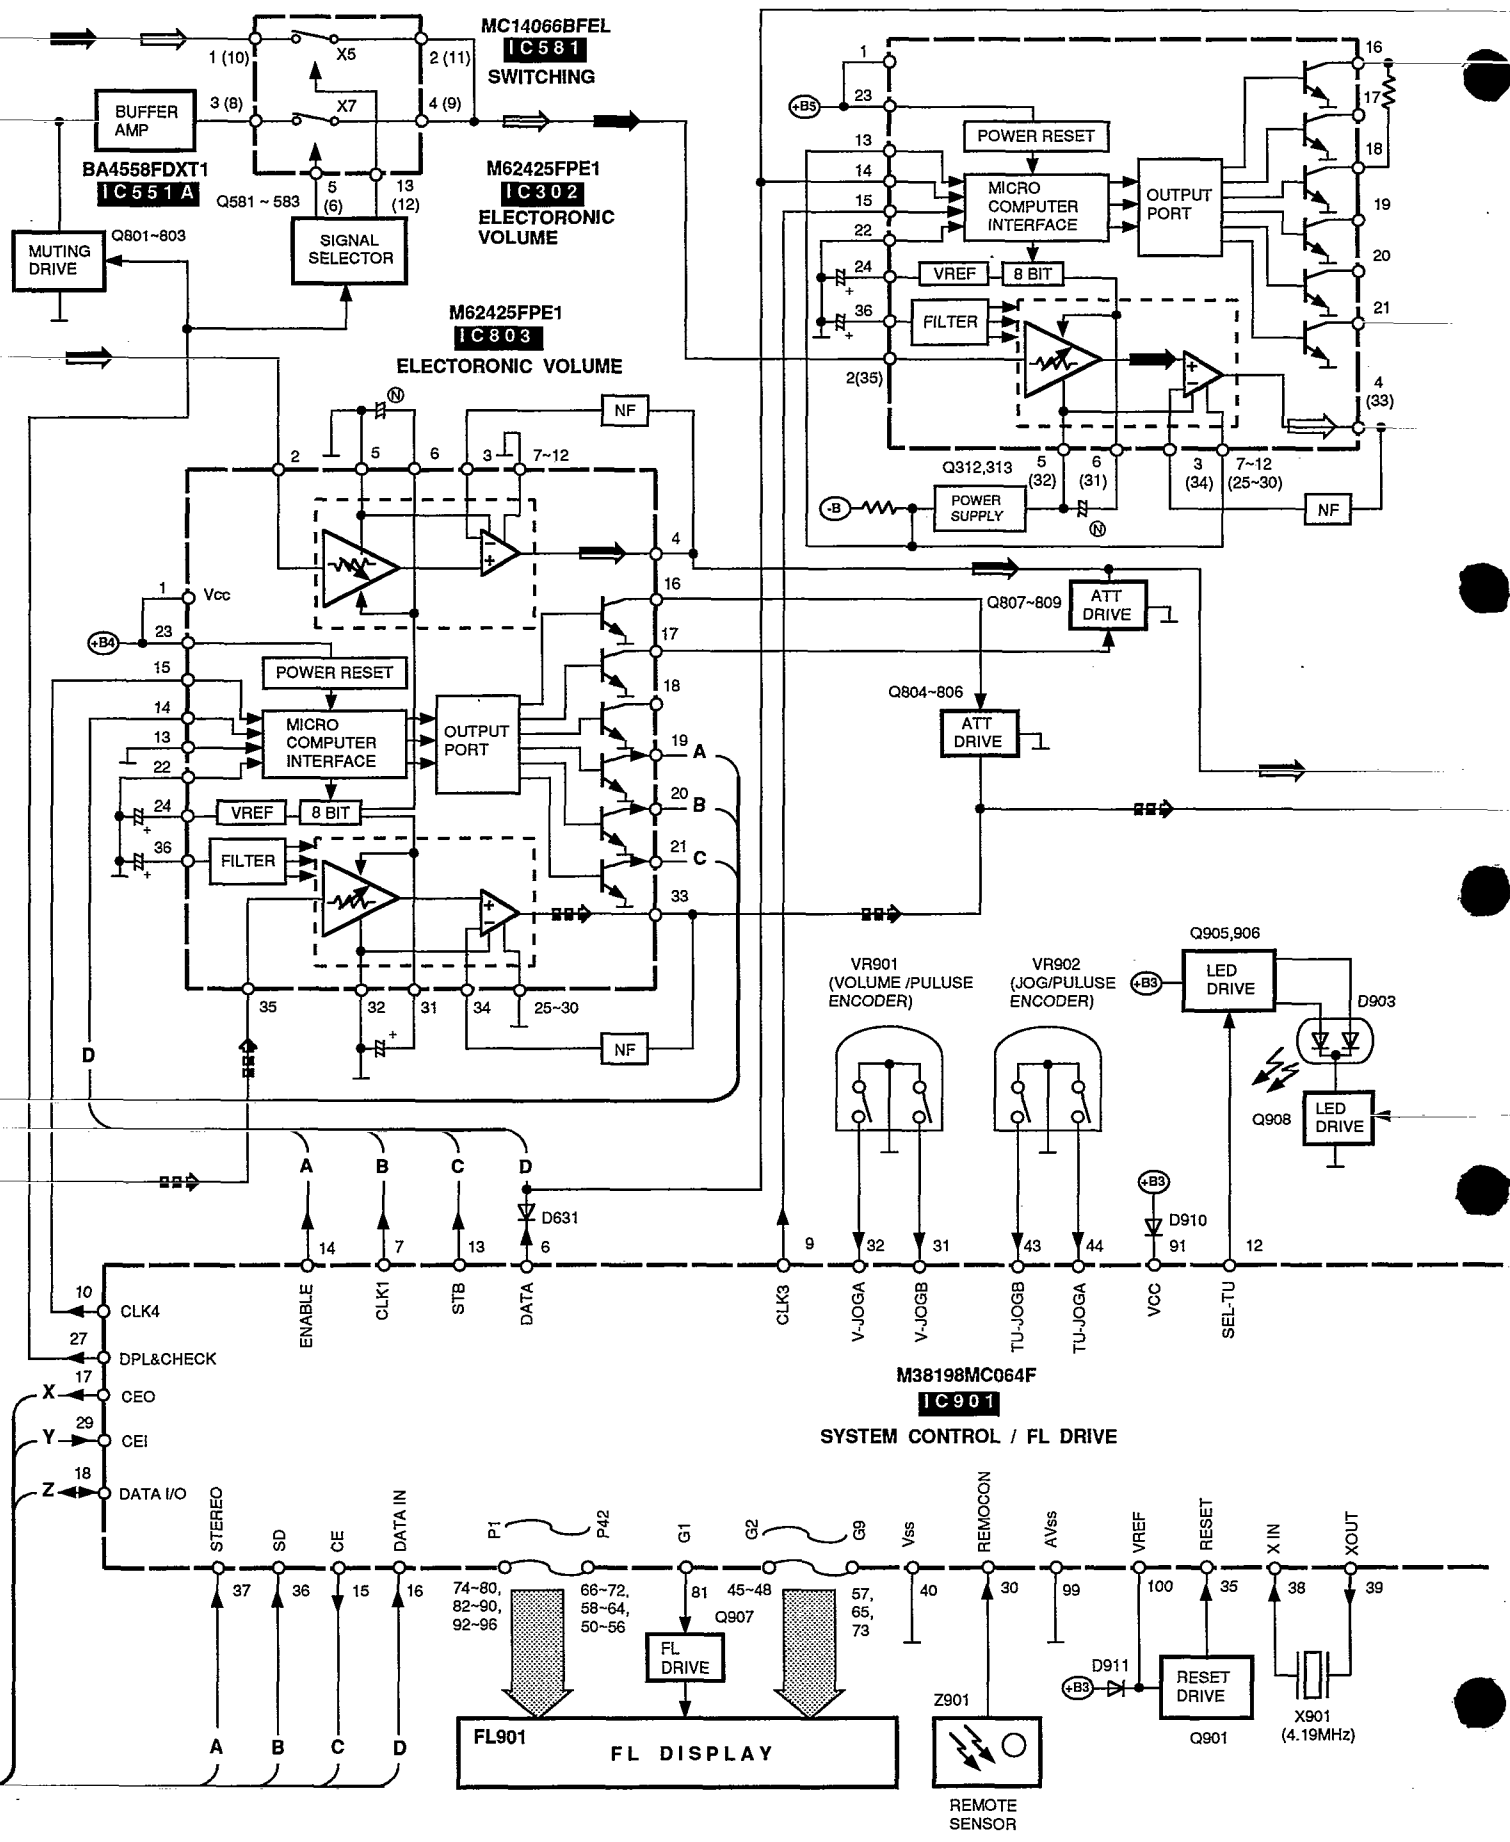 MC14066BFEL
IC581
SWITCHING
1 (10)
X5
2 (11)
3 (8)
X7
4 (9)
BUFFER
AMP
BA4558FDXT1
IC551A
5
(6)
13
(12)
Q581 ~ 583
SIGNAL
SELECTOR
MUTING
DRIVE
Q801~803
M62425FPE1
IC302
ELECTORONIC
VOLUME
1
+B5
23
13
14
15
22
24
+
36
+
2(35)
POWER RESET
MICRO
COMPUTER
INTERFACE
OUTPUT
PORT
VREF
8 BIT
FILTER
+
−
16
17
18
19
20
21
4
(33)
Q312,313
5
(32)
6
(31)
3
(34)
7~12
(25~30)
-B
POWER
SUPPLY
N
NF
M62425FPE1
IC803
ELECTORONIC VOLUME
N
NF
2
5
6
3
7~12
−
+
4
16
1
Vcc
+B4
23
15
14
13
22
24
+
36
+
POWER RESET
MICRO
COMPUTER
INTERFACE
OUTPUT
PORT
VREF
8 BIT
FILTER
+
−
17
18
19 A
20 B
21 C
33
35
32
31
34
25~30
+
NF
D
Q807~809
ATT
DRIVE
Q804~806
ATT
DRIVE
VR901
(VOLUME /PULUSE
ENCODER)
VR902
(JOG/PULUSE
ENCODER)
Q905,906
+B3
LED
DRIVE
D903
Q908
LED
DRIVE
A
B
C
D
D631
+B3
D910
14
7
13
6
9
32
31
43
44
91
12
ENABLE
CLK1
STB
DATA
CLK3
V-JOGA
V-JOGB
TU-JOGB
TU-JOGA
VCC
SEL-TU
10
CLK4
27
DPL&CHECK
17
X
CEO
29
Y
CEI
18
Z
DATA I/O
M38198MC064F
IC901
SYSTEM CONTROL / FL DRIVE
STEREO
SD
CE
DATA IN
P1
P42
G1
G2
G9
Vss
REMOCON
AVss
VREF
RESET
X IN
XOUT
37
36
15
16
74~80,
82~90,
92~96
66~72,
58~64,
50~56
81
45~48
57,
65,
73
40
30
99
100
35
38
39
Q907
FL
DRIVE
D911
+B3
RESET
DRIVE
Q901
X901
(4.19MHz)
Z901
REMOTE
SENSOR
FL901
FL DISPLAY
A
B
C
D